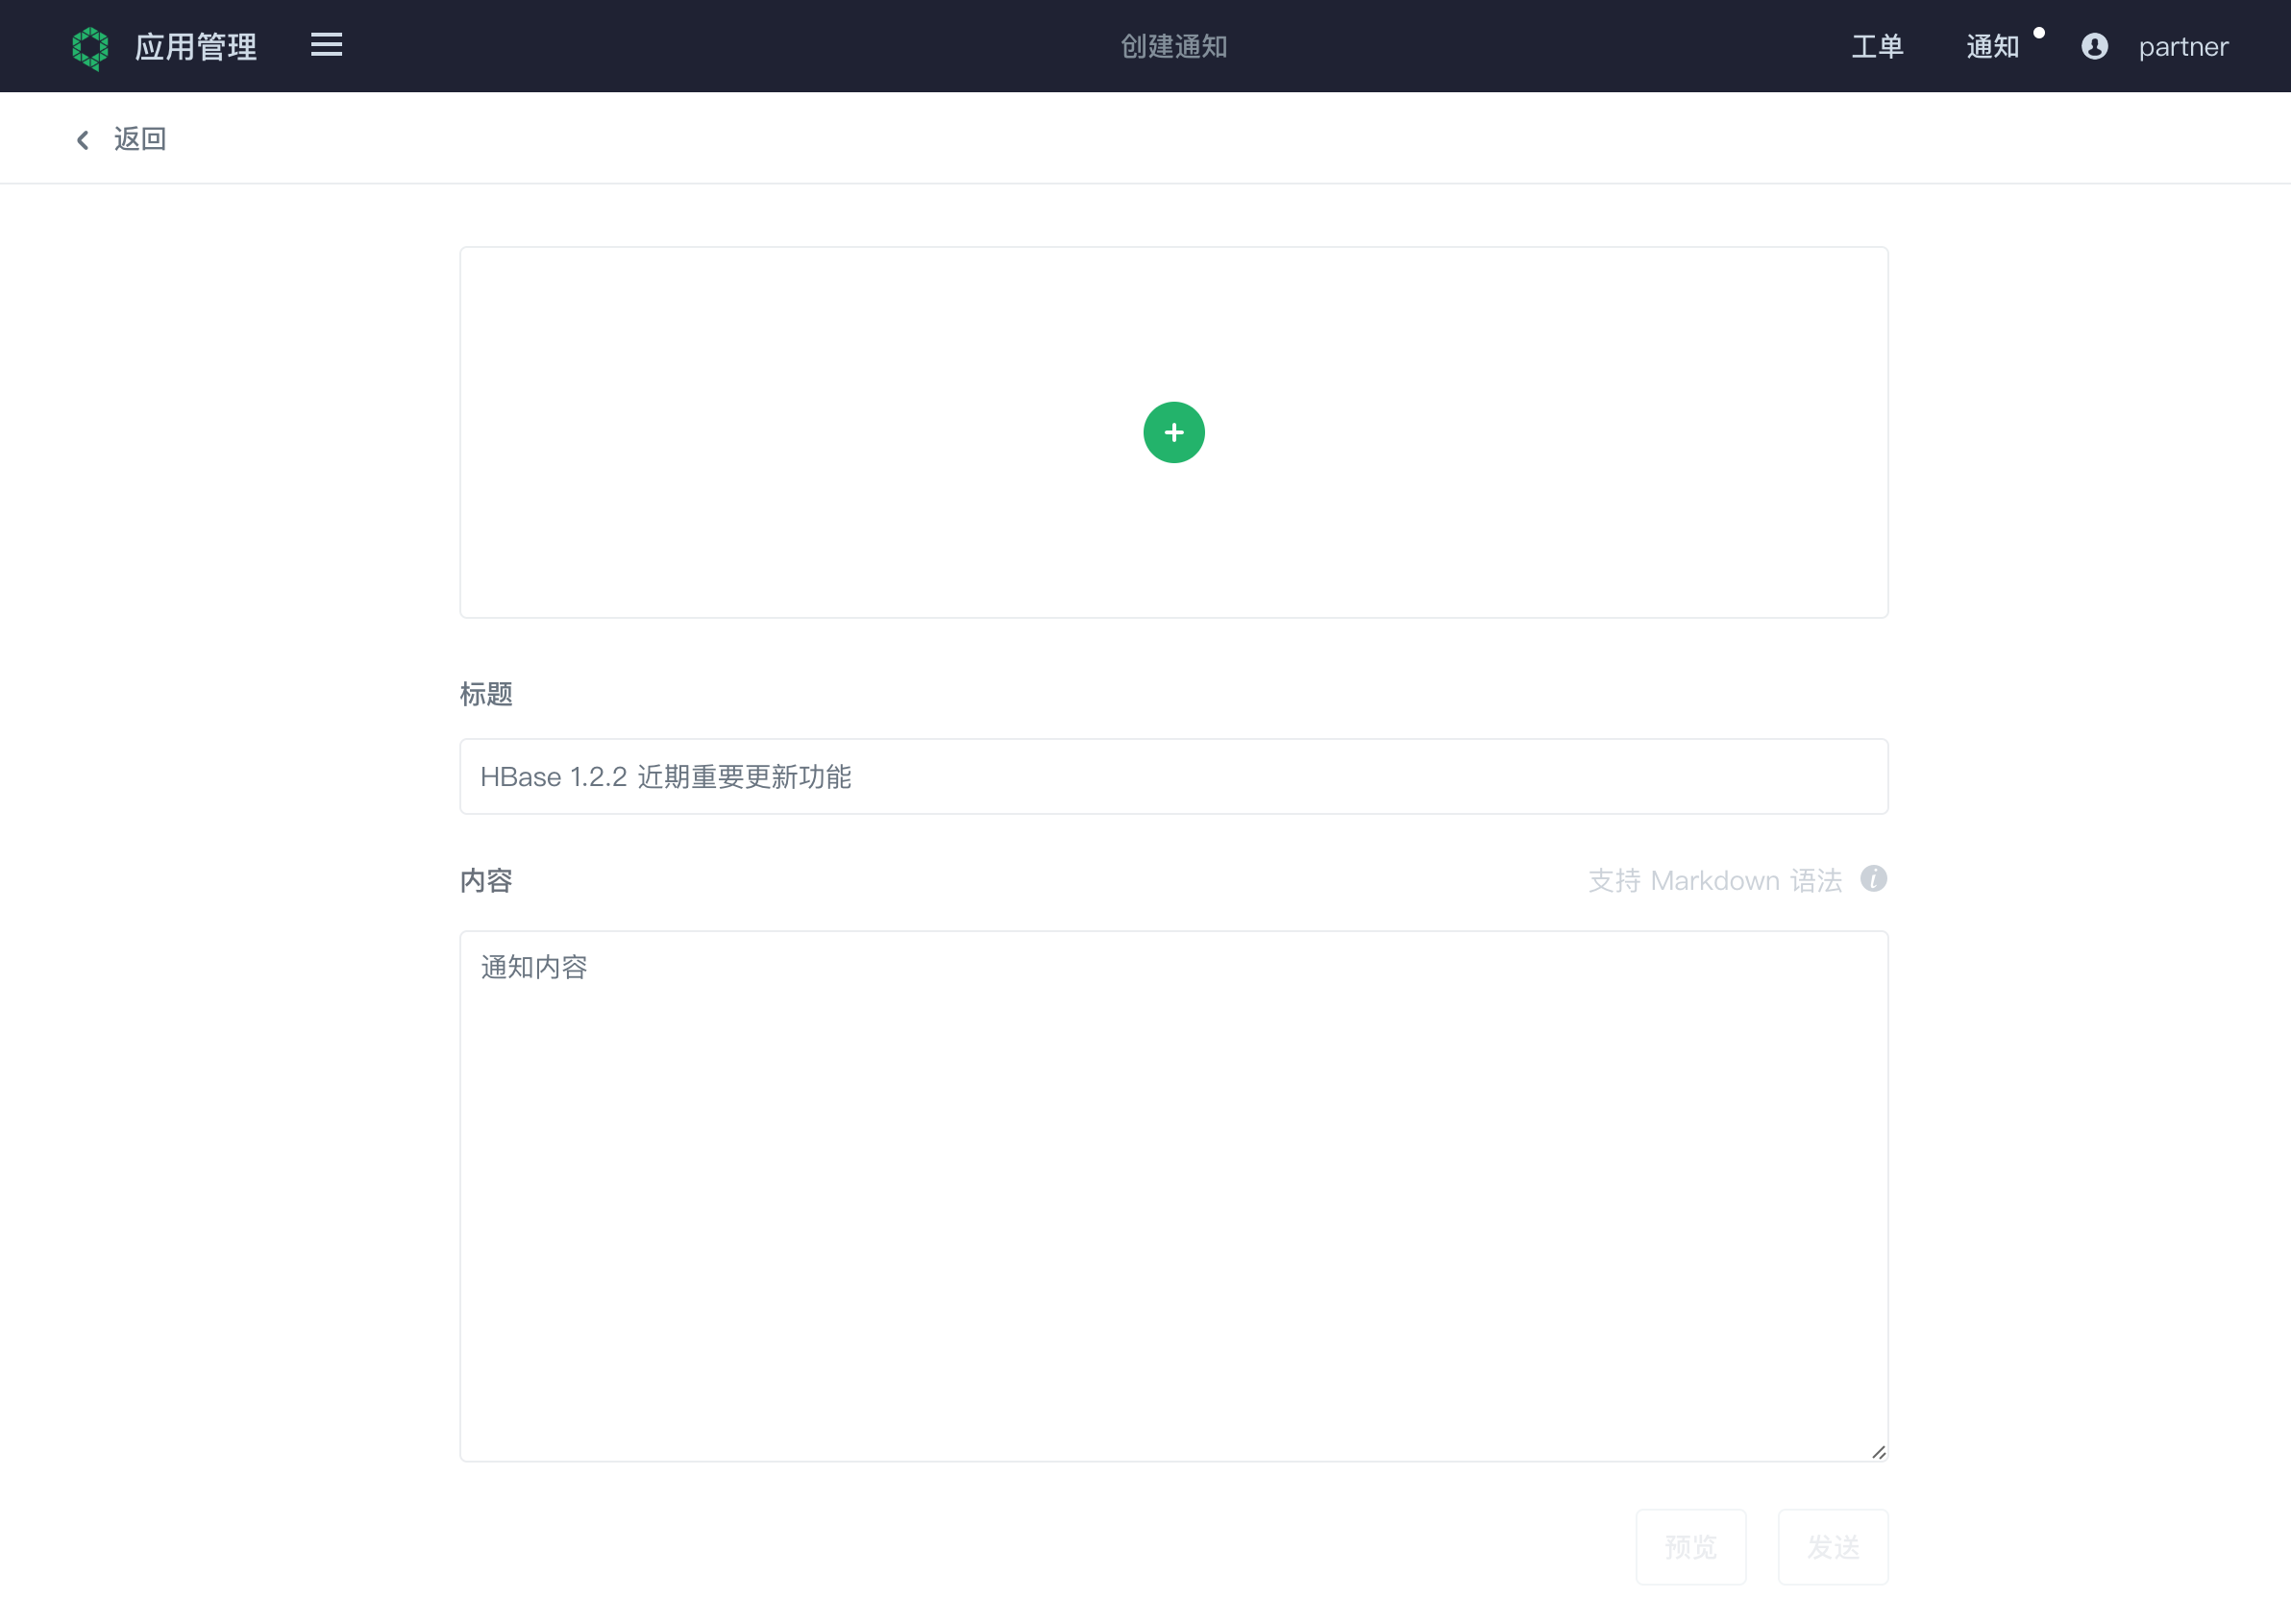 应用管理
创建通知
工单
通知
partner
返回
标题
HBase 1.2.2 近期重要更新功能
内容
支持 Markdown 语法
通知内容
预览
发送